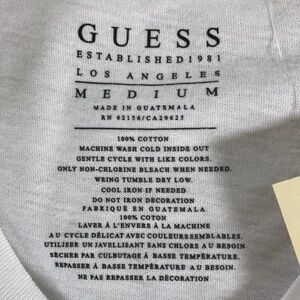 GUESS
ESTABLISHED 1981
LOS ANGELES
MEDIUM
MADE IN GUATEMALA
RN 62136/CA20625
100% COTTON
MACHINE WASH COLD INSIDE OUT
GENTLE CYCLE WITH LIKE COLORS.
ONLY NON-CHLORINE BLEACH WHEN NEEDED.
WRING TUMBLE DRY LOW.
COOL IRON IF NEEDED
DO NOT IRON DECORATION
FABRIQUÉ EN GUATEMALA
100% COTON
LAVER À L'ENVERS À LA MACHINE
AU CYCLE DÉLICAT AVEC COULEURS SEMBLABLES.
UTILISER UN JAVELLISANT SANS CHLORE AU BESOIN.
SÉCHER PAR CULBUTAGE À BASSE TEMPÉRATURE.
REPASSER À BASSE TEMPÉRATURE AU BESOIN.
NE PAS REPASSER LA DÉCORATION